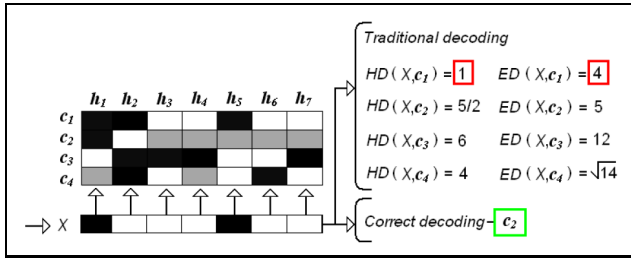 Traditional decoding
h1 h2 h3 h4 h5 h6 h7
HD ( X,c1 ) = 1 ED ( X,c1 ) = 4
c1
c2
c3
c4
HD ( X,c2 ) = 5/2 ED ( X,c2 ) = 5
HD ( X,c3 ) = 6 ED ( X,c3 ) = 12
HD ( X,c4 ) = 4 ED ( X,c4 ) = √14
X
Correct decoding - c2